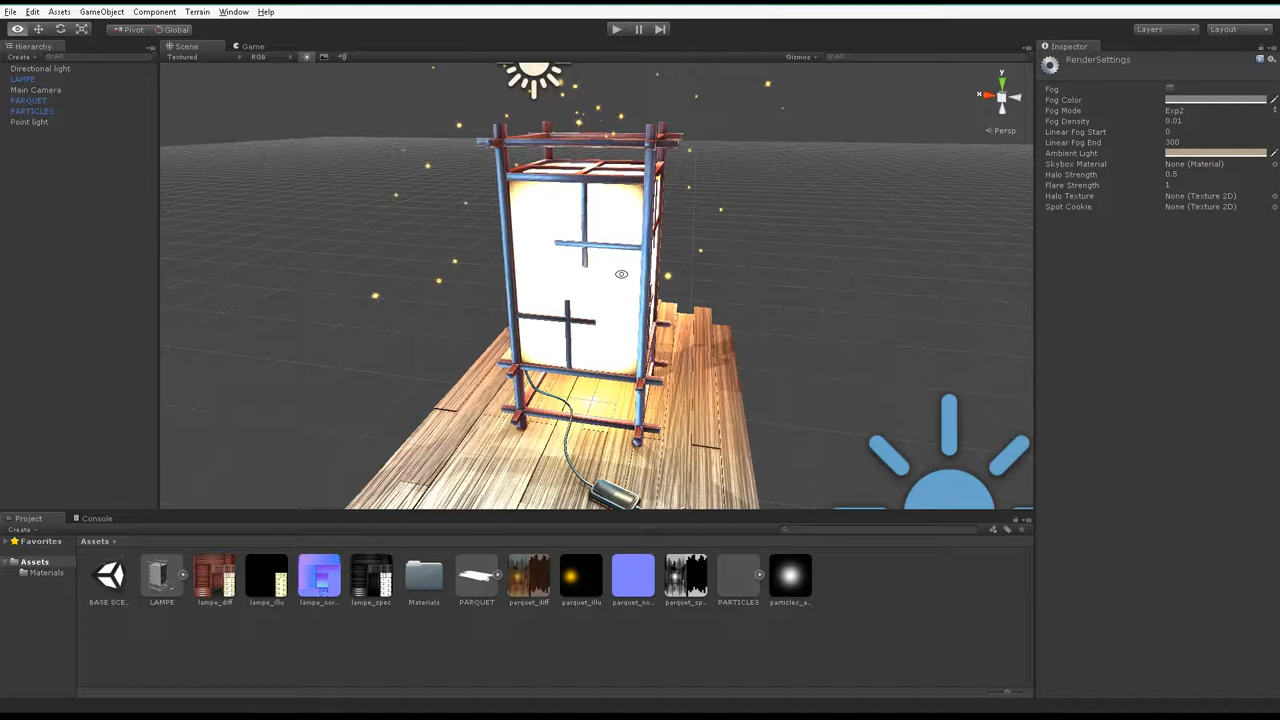 File Edit Assets GameObject Component Terrain Window Help
Pivot Global Layers Layout
Hierarchy
Create All
Directional light
LAMPE
Main Camera
PARQUET
PARTICLES
Point light
Scene Game
Textured RGB Gizmos All
y
x
Persp
Inspector
RenderSettings
Fog
Fog Color
Fog Mode Exp2
Fog Density 0.01
Linear Fog Start 0
Linear Fog End 300
Ambient Light
Skybox Material None (Material)
Halo Strength 0.5
Flare Strength 1
Halo Texture None (Texture 2D)
Spot Cookie None (Texture 2D)
Project Console
Create
Favorites
Assets
Materials
Assets
BASE SCE... LAMPE lampe_diff lampe_illu lampe_nor... lampe_spec Materials PARQUET parquet_diff parquet_illu parquet_no... parquet_sp... PARTICLES particles_a...